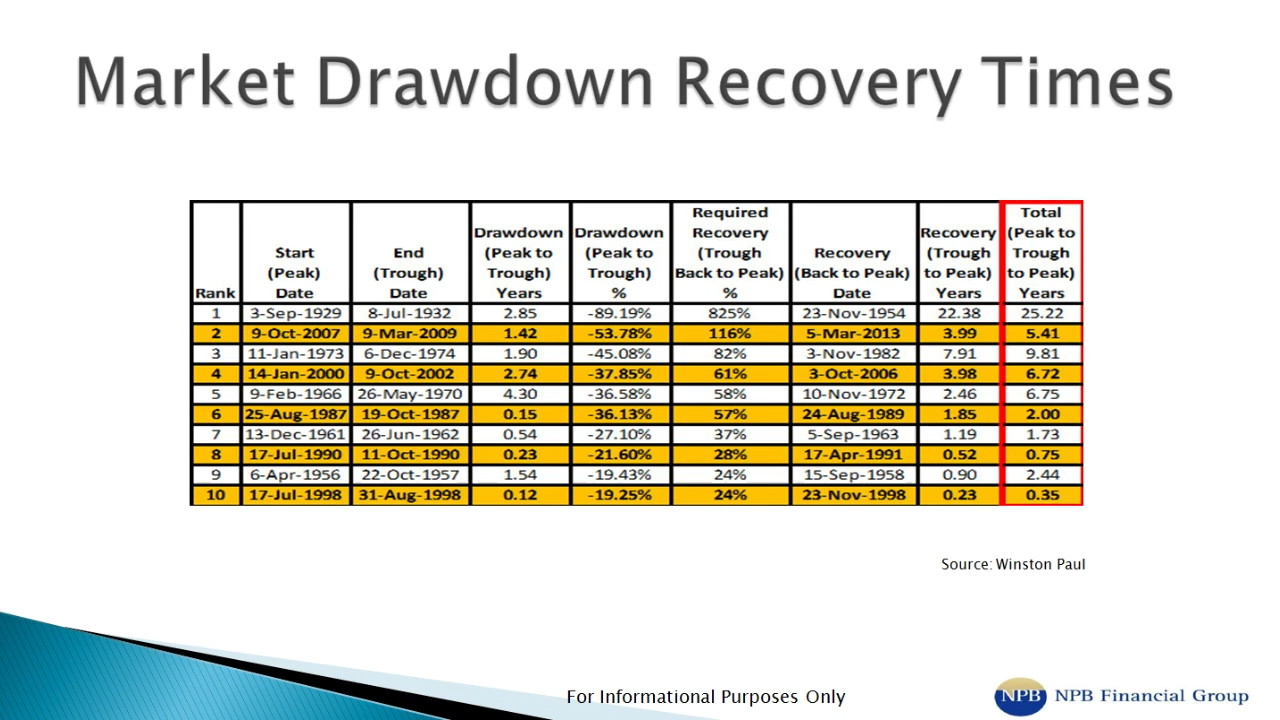 Market Drawdown Recovery Times
Rank | Start (Peak) Date | End (Trough) Date | Drawdown (Peak to Trough) Years | Drawdown (Peak to Trough) % | Required Recovery (Trough Back to Peak) % | Recovery (Back to Peak) Date | Recovery (Trough to Peak) Years | Total (Peak to Trough to Peak) Years
1 | 3-Sep-1929 | 8-Jul-1932 | 2.85 | -89.19% | 825% | 23-Nov-1954 | 22.38 | 25.22
2 | 9-Oct-2007 | 9-Mar-2009 | 1.42 | -53.78% | 116% | 5-Mar-2013 | 3.99 | 5.41
3 | 11-Jan-1973 | 6-Dec-1974 | 1.90 | -45.08% | 82% | 3-Nov-1982 | 7.91 | 9.81
4 | 14-Jan-2000 | 9-Oct-2002 | 2.74 | -37.85% | 61% | 3-Oct-2006 | 3.98 | 6.72
5 | 9-Feb-1966 | 26-May-1970 | 4.30 | -36.58% | 58% | 10-Nov-1972 | 2.46 | 6.75
6 | 25-Aug-1987 | 19-Oct-1987 | 0.15 | -36.13% | 57% | 24-Aug-1989 | 1.85 | 2.00
7 | 13-Dec-1961 | 26-Jun-1962 | 0.54 | -27.10% | 37% | 5-Sep-1963 | 1.19 | 1.73
8 | 17-Jul-1990 | 11-Oct-1990 | 0.23 | -21.60% | 28% | 17-Apr-1991 | 0.52 | 0.75
9 | 6-Apr-1956 | 22-Oct-1957 | 1.54 | -19.43% | 24% | 15-Sep-1958 | 0.90 | 2.44
10 | 17-Jul-1998 | 31-Aug-1998 | 0.12 | -19.25% | 24% | 23-Nov-1998 | 0.23 | 0.35
Source: Winston Paul
For Informational Purposes Only
NPB NPB Financial Group